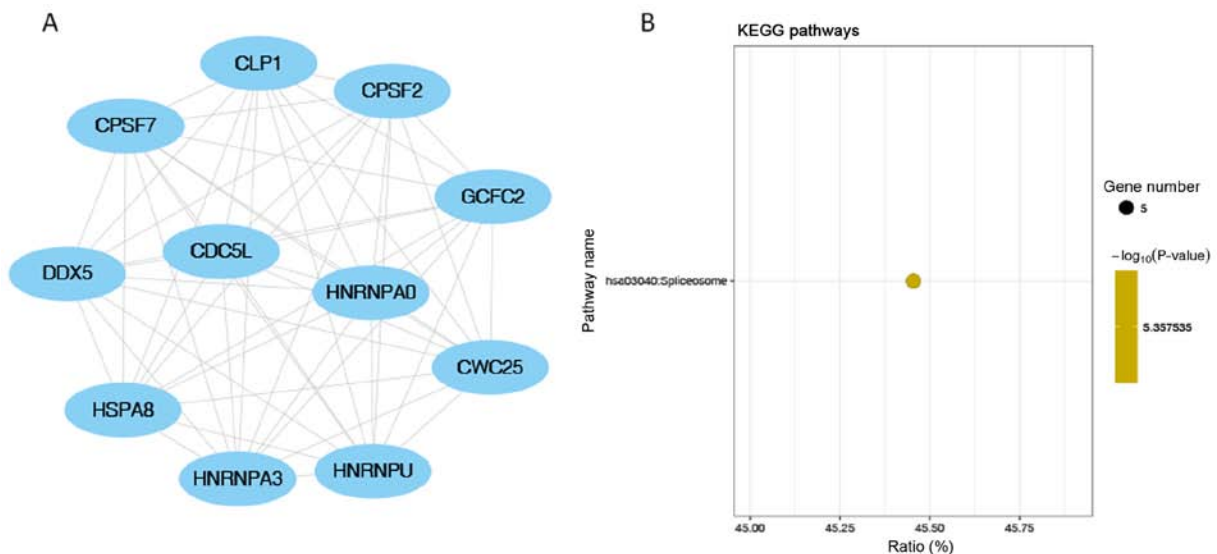 A
CLP1
CPSF2
CPSF7
GCFC2
CDC5L
DDX5
HNRNPA0
CWC25
HSPA8
HNRNPA3
HNRNPU
B
KEGG pathways
Pathway name
hsa03040:Spliceosome
45.00
45.25
45.50
45.75
Ratio (%)
Gene number
5
−log10(P-value)
5.357535